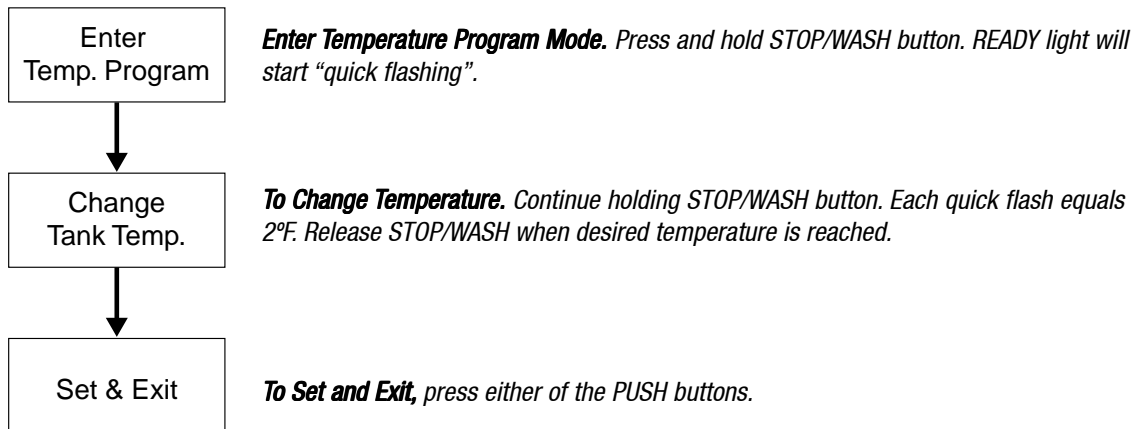 Enter
Temp. Program
Enter Temperature Program Mode. Press and hold STOP/WASH button. READY light will
start “quick flashing”.
Change
Tank Temp.
To Change Temperature. Continue holding STOP/WASH button. Each quick flash equals
2ºF. Release STOP/WASH when desired temperature is reached.
Set & Exit
To Set and Exit, press either of the PUSH buttons.